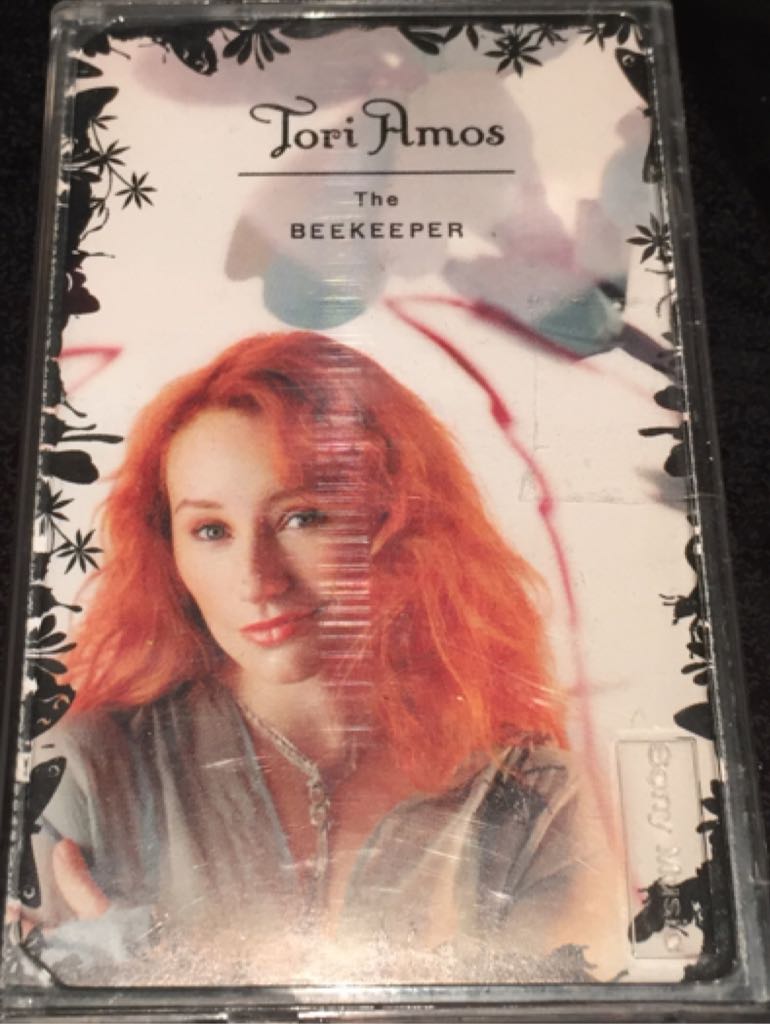 Tori Amos
The
BEEKEEPER
Sony Music